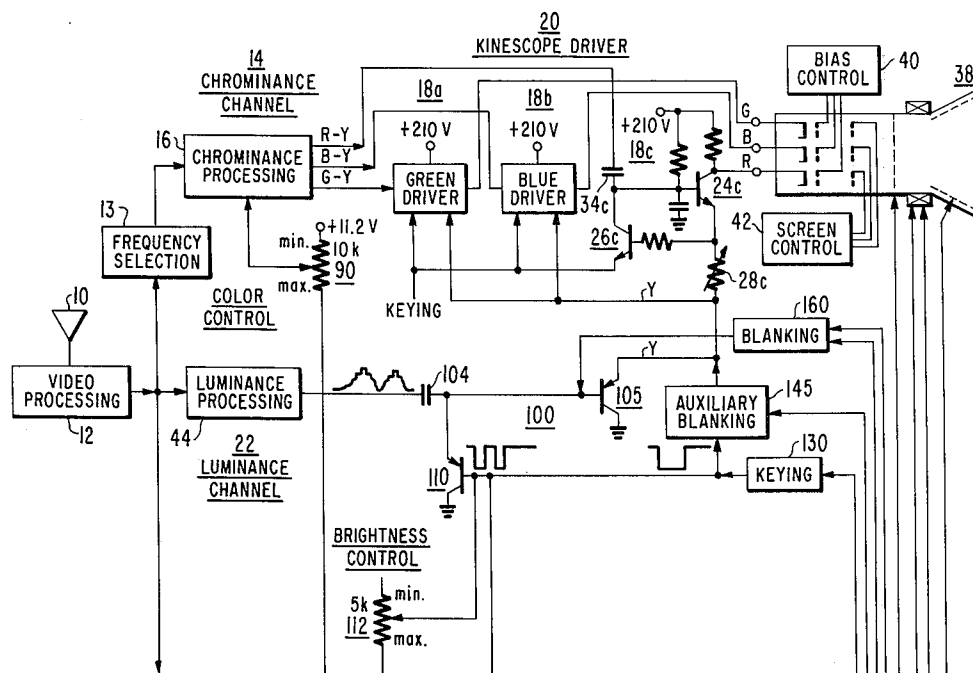 20
KINESCOPE DRIVER
14
CHROMINANCE
CHANNEL
BIAS
CONTROL
40
38
18a
18b
16
CHROMINANCE
PROCESSING
R-Y
B-Y
G-Y
+210 V
+210 V
+210 V
18c
G
B
R
GREEN
DRIVER
BLUE
DRIVER
34c
24c
13
FREQUENCY
SELECTION
+11.2 V
min.
10k
90
max.
26c
42
SCREEN
CONTROL
28c
KEYING
Y
10
COLOR
CONTROL
160
BLANKING
VIDEO
PROCESSING
12
LUMINANCE
PROCESSING
44
104
Y
105
100
145
AUXILIARY
BLANKING
22
LUMINANCE
CHANNEL
110
130
KEYING
BRIGHTNESS
CONTROL
min.
5k
112
max.